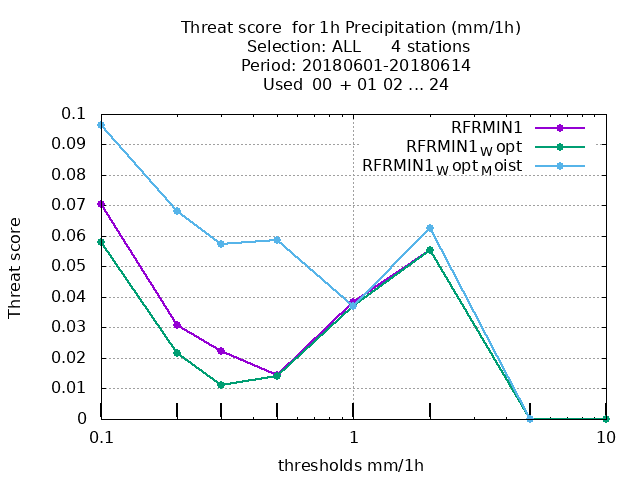 Threat score  for 1h Precipitation (mm/1h)
Selection: ALL      4 stations
Period: 20180601-20180614
Used  00 + 01 02 ... 24
RFRMIN1
RFRMIN1Wopt
RFRMIN1WoptMoist
0.1
0.09
0.08
0.07
0.06
0.05
0.04
0.03
0.02
0.01
0
Threat score
0.1 1 10
thresholds mm/1h